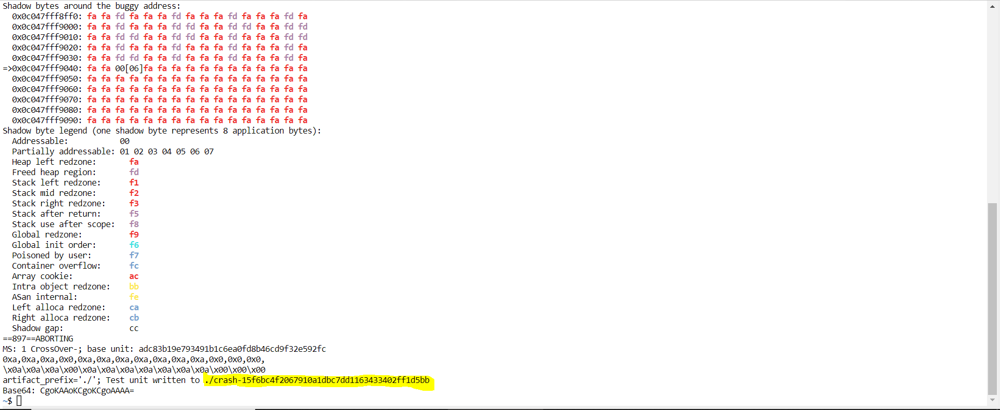 Shadow bytes around the buggy address:
  0x0c047fff8ff0: fa fa fd fa fa fa fd fa fa fa fd fa fa fa fd fa
  0x0c047fff9000: fa fa fd fa fa fa fd fd fa fa fd fd fa fa fd fd
  0x0c047fff9010: fa fa fd fd fa fa fd fd fa fa fd fa fa fa fd fd
  0x0c047fff9020: fa fa fd fa fa fa fd fa fa fa fd fa fa fa fd fa
  0x0c047fff9030: fa fa fd fd fa fa fd fa fa fa fd fa fa fa fd fa
=>0x0c047fff9040: fa fa 00[06]fa fa fa fa fa fa fa fa fa fa fa fa
  0x0c047fff9050: fa fa fa fa fa fa fa fa fa fa fa fa fa fa fa fa
  0x0c047fff9060: fa fa fa fa fa fa fa fa fa fa fa fa fa fa fa fa
  0x0c047fff9070: fa fa fa fa fa fa fa fa fa fa fa fa fa fa fa fa
  0x0c047fff9080: fa fa fa fa fa fa fa fa fa fa fa fa fa fa fa fa
  0x0c047fff9090: fa fa fa fa fa fa fa fa fa fa fa fa fa fa fa fa
Shadow byte legend (one shadow byte represents 8 application bytes):
  Addressable:           00
  Partially addressable: 01 02 03 04 05 06 07
  Heap left redzone:       fa
  Freed heap region:       fd
  Stack left redzone:      f1
  Stack mid redzone:       f2
  Stack right redzone:     f3
  Stack after return:      f5
  Stack use after scope:   f8
  Global redzone:          f9
  Global init order:       f6
  Poisoned by user:        f7
  Container overflow:      fc
  Array cookie:            ac
  Intra object redzone:    bb
  ASan internal:           fe
  Left alloca redzone:     ca
  Right alloca redzone:    cb
  Shadow gap:              cc
==897==ABORTING
MS: 1 CrossOver-; base unit: adc83b19e793491b1c6ea0fd8b46cd9f32e592fc
0xa,0xa,0xa,0x0,0xa,0xa,0xa,0xa,0xa,0xa,0xa,0x0,0x0,0x0,
\x0a\x0a\x0a\x00\x0a\x0a\x0a\x0a\x0a\x0a\x0a\x00\x00\x00
artifact_prefix='./'; Test unit written to ./crash-15f6bc4f2067910a1dbc7dd1163433402ff1d5bb
Base64: CgoKAAoKCgoKCgoAAAA=
~$